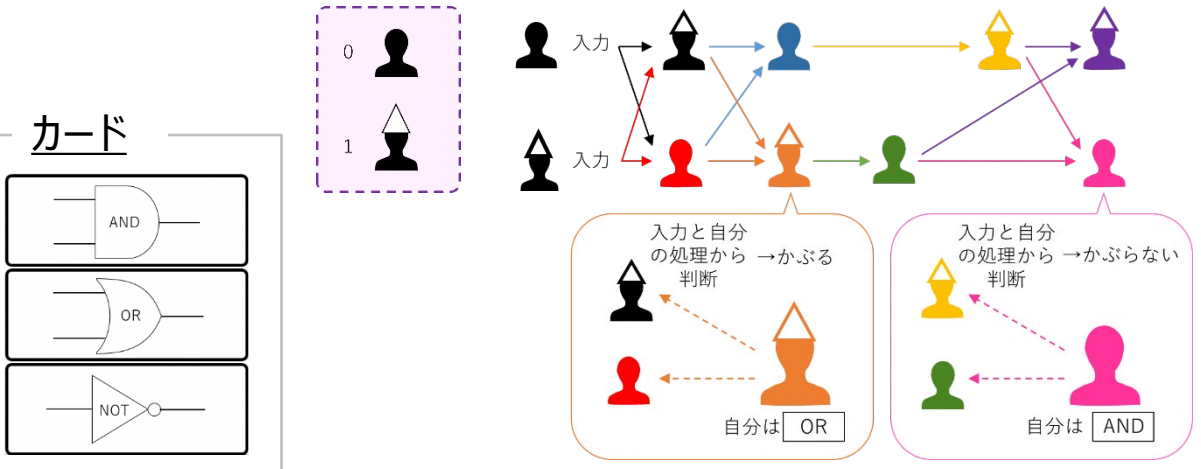 カード
AND
OR
NOT
0
1
入力
入力
入力と自分
の処理から →かぶる
判断
自分は OR
入力と自分
の処理から →かぶらない
判断
自分は AND